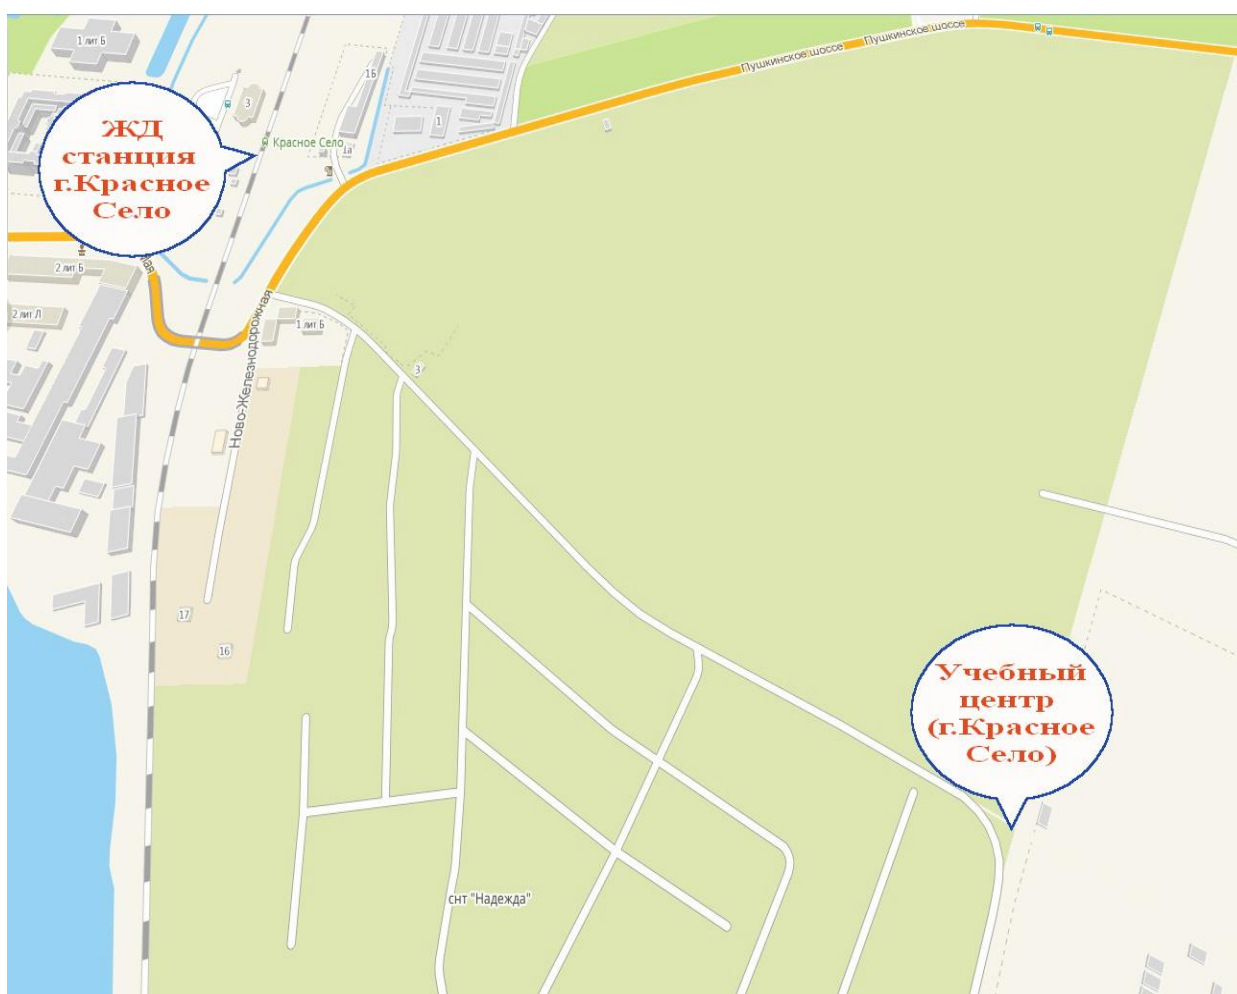 1 лит Б
Пушкинское шоссе
Пушкинское шоссе
1Б
3
1
Красное Село
1а
ЖД
станция
г.Красное
Село
2 лит Б
2 лит Л
1 лит Б
Ново-Железнодорожная
3
17
16
Учебный
центр
(г.Красное
Село)
снт "Надежда"